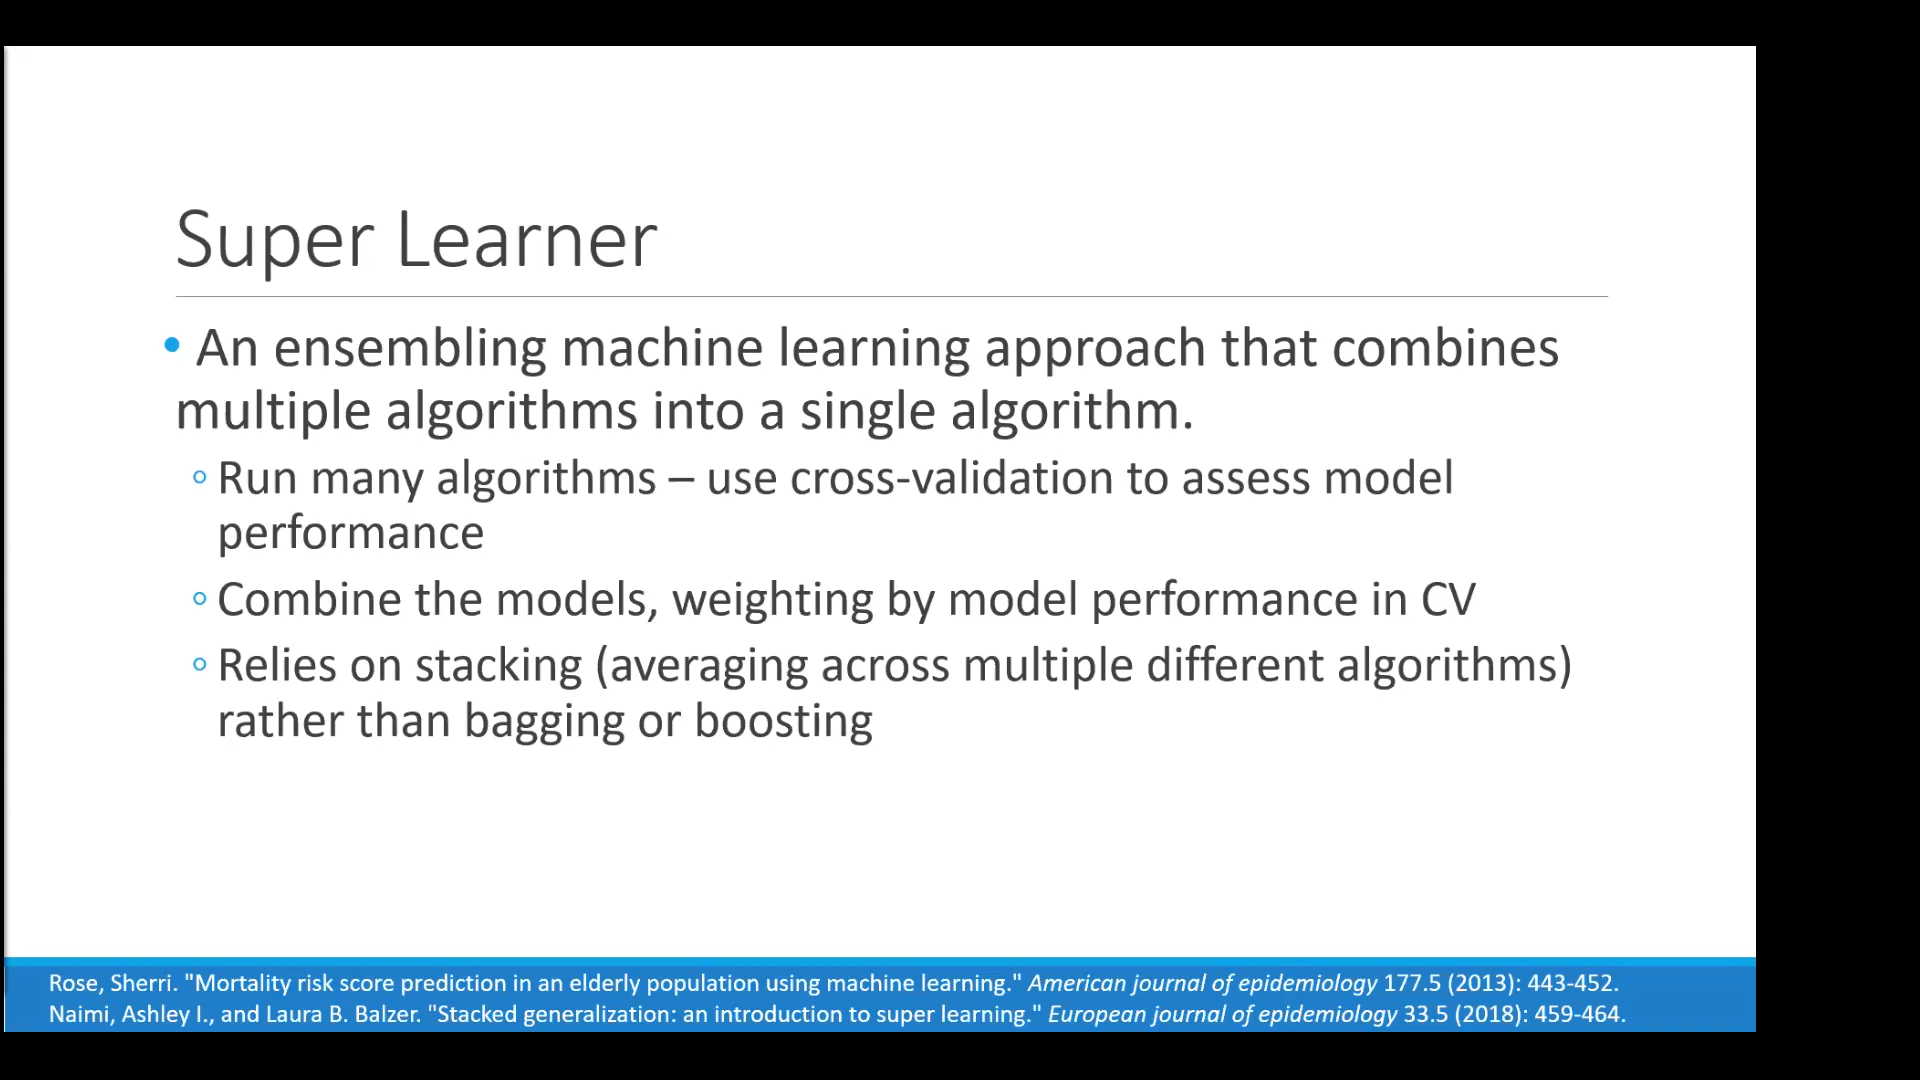 Super Learner
• An ensembling machine learning approach that combines
multiple algorithms into a single algorithm.
◦ Run many algorithms – use cross-validation to assess model
performance
◦ Combine the models, weighting by model performance in CV
◦ Relies on stacking (averaging across multiple different algorithms)
rather than bagging or boosting
Rose, Sherri. "Mortality risk score prediction in an elderly population using machine learning." American journal of epidemiology 177.5 (2013): 443-452.
Naimi, Ashley I., and Laura B. Balzer. "Stacked generalization: an introduction to super learning." European journal of epidemiology 33.5 (2018): 459-464.